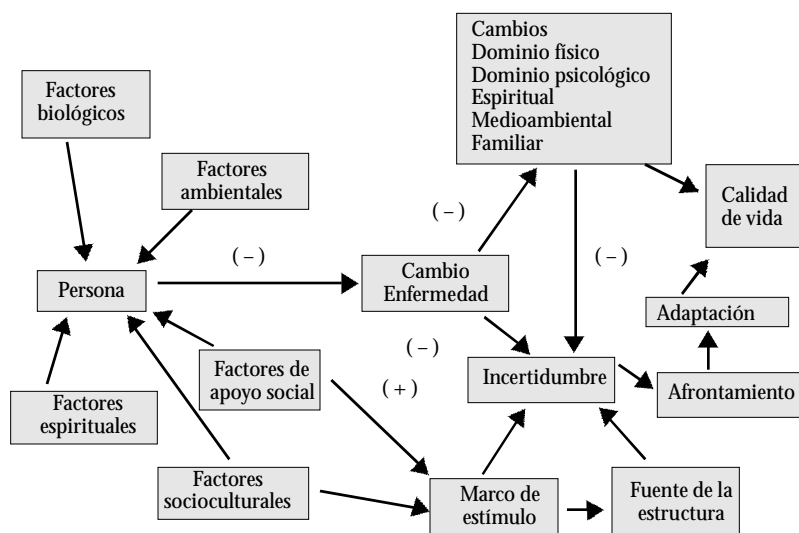 Cambios
Dominio físico
Dominio psicológico
Espiritual
Medioambiental
Familiar
Factores
biológicos
Factores
ambientales
Calidad
de vida
(–)
(–)
(–)
Persona
Cambio
Enfermedad
Adaptación
(–)
Factores de
apoyo social
(+)
Incertidumbre
Afrontamiento
Factores
espirituales
Factores
socioculturales
Marco de
estímulo
Fuente de la
estructura